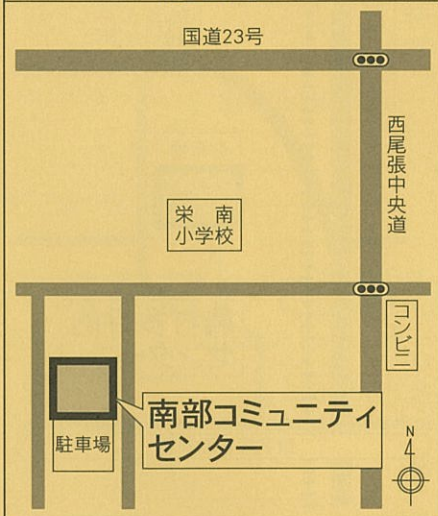 国道23号
西尾張中央道
栄南
小学校
コンビニ
南部コミュニティ
センター
駐車場
N